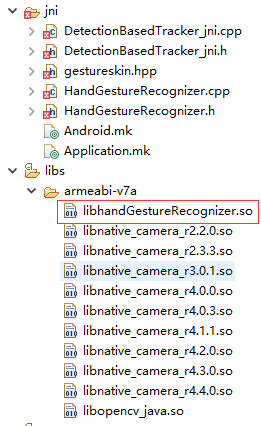 jni
DetectionBasedTracker_jni.cpp
DetectionBasedTracker_jni.h
gestureskin.hpp
HandGestureRecognizer.cpp
HandGestureRecognizer.h
Android.mk
Application.mk
libs
armeabi-v7a
libhandGestureRecognizer.so
libnative_camera_r2.2.0.so
libnative_camera_r2.3.3.so
libnative_camera_r3.0.1.so
libnative_camera_r4.0.0.so
libnative_camera_r4.0.3.so
libnative_camera_r4.1.1.so
libnative_camera_r4.2.0.so
libnative_camera_r4.3.0.so
libnative_camera_r4.4.0.so
libopencv_java.so